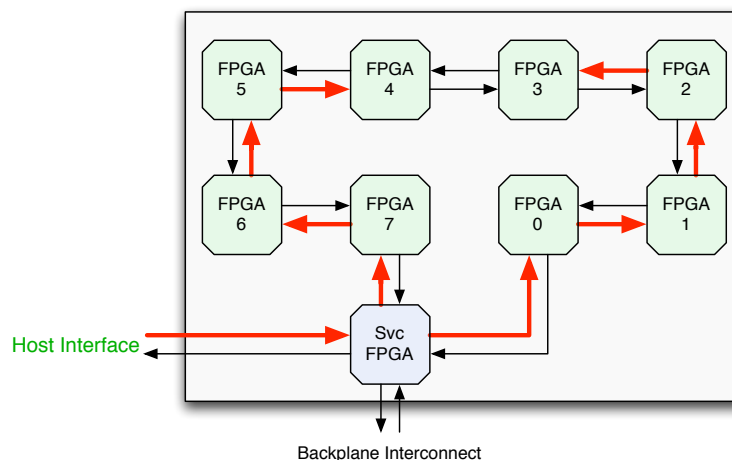 FPGA
5
FPGA
4
FPGA
3
FPGA
2
FPGA
6
FPGA
7
FPGA
0
FPGA
1
Host Interface
Svc
FPGA
Backplane Interconnect